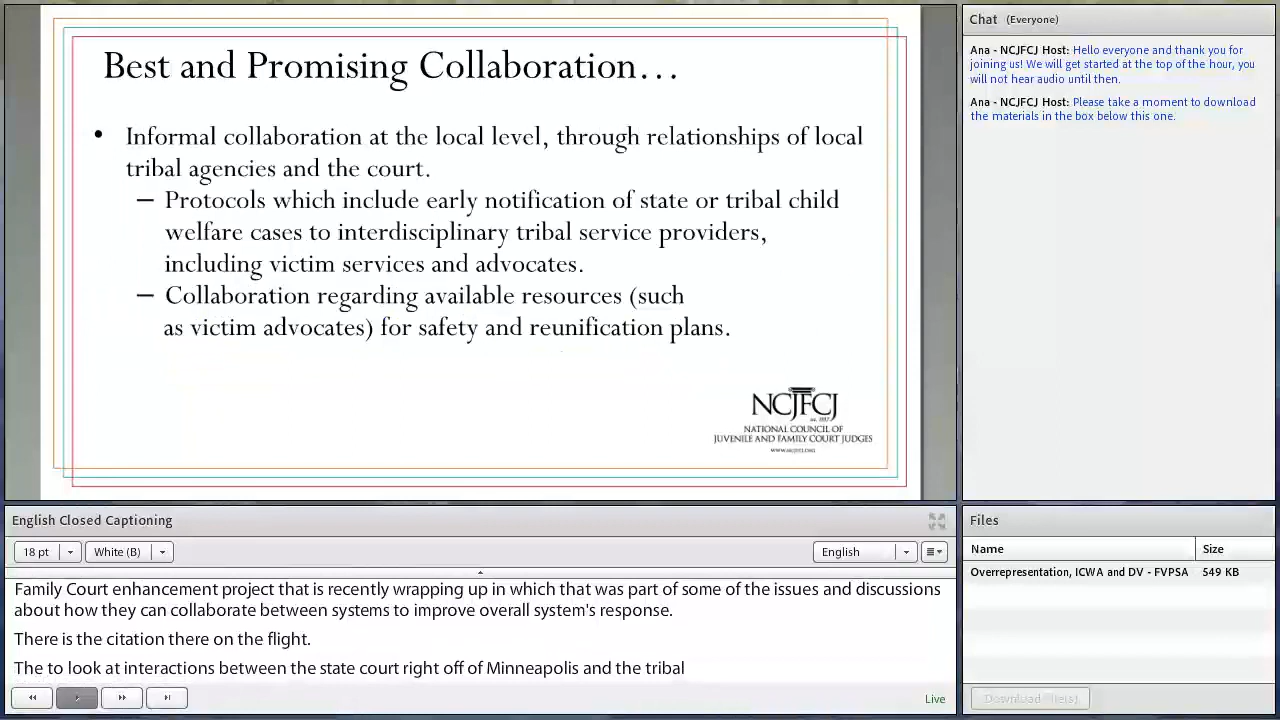 Best and Promising Collaboration…
• Informal collaboration at the local level, through relationships of local
tribal agencies and the court.
– Protocols which include early notification of state or tribal child
welfare cases to interdisciplinary tribal service providers,
including victim services and advocates.
– Collaboration regarding available resources (such
as victim advocates) for safety and reunification plans.
NCJFCJ
est. 1937
NATIONAL COUNCIL OF
JUVENILE AND FAMILY COURT JUDGES
WWW.NCJFCJ.ORG
Chat (Everyone)
Ana - NCJFCJ Host: Hello everyone and thank you for
joining us! We will get started at the top of the hour, you
will not hear audio until then.
Ana - NCJFCJ Host: Please take a moment to download
the materials in the box below this one.
English Closed Captioning
18 pt
White (B)
English
Family Court enhancement project that is recently wrapping up in which that was part of some of the issues and discussions
about how they can collaborate between systems to improve overall system's response.
There is the citation there on the flight.
The to look at interactions between the state court right off of Minneapolis and the tribal
Live
Files
Name Size
Overrepresentation, ICWA and DV - FVPSA 499 KB